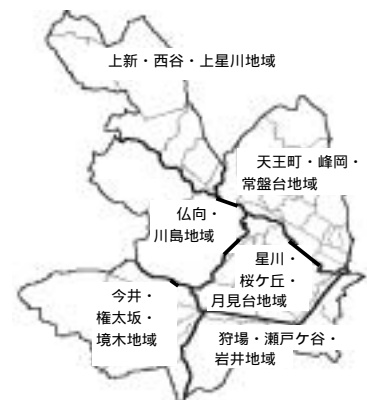 上新・西谷・上星川地域
天王町・峰岡・
常盤台地域
仏向・
川島地域
星川・
桜ケ丘・
月見台地域
今井・
権太坂・
境木地域
狩場・瀬戸ケ谷・
岩井地域